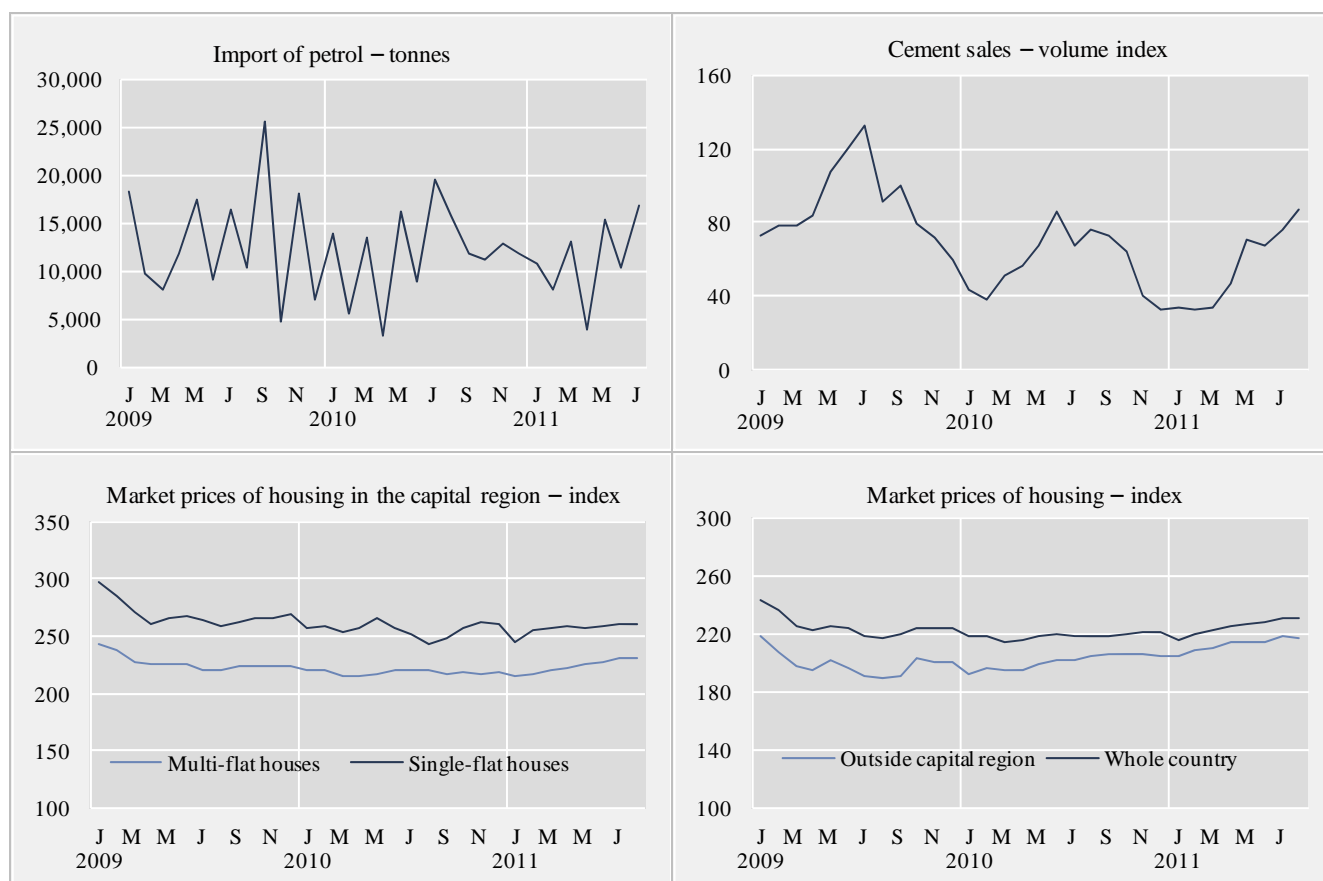 Import of petrol – tonnes
30,000
25,000
20,000
15,000
10,000
5,000
0
J M M J S N J M M J S N J M M J
2009 2010 2011
Cement sales – volume index
160
120
80
40
0
J M M J S N J M M J S N J M M J
2009 2010 2011
Market prices of housing in the capital region – index
350
300
250
200
150
100
Multi-flat houses Single-flat houses
J M M J S N J M M J S N J M M J
2009 2010 2011
Market prices of housing – index
300
260
220
180
140
100
Outside capital region Whole country
J M M J S N J M M J S N J M M J
2009 2010 2011